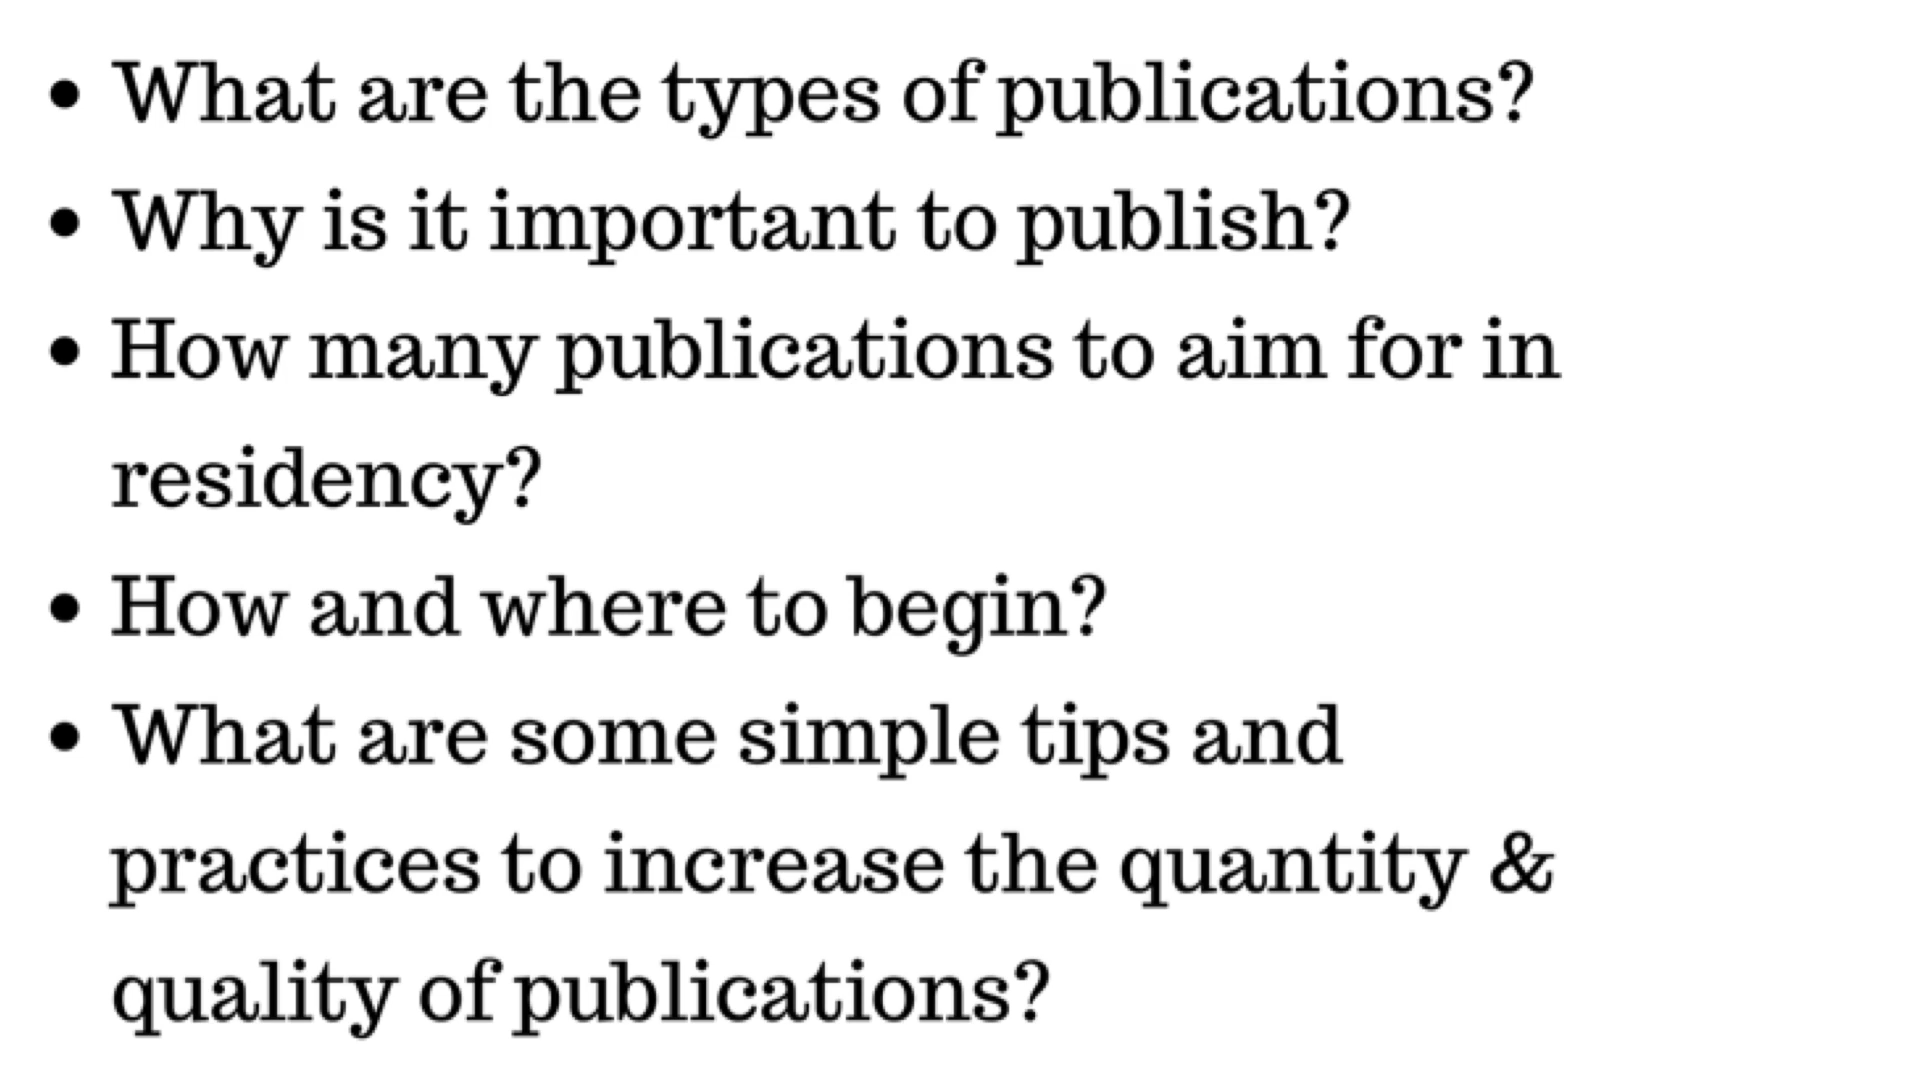 • What are the types of publications?
• Why is it important to publish?
• How many publications to aim for in
residency?
• How and where to begin?
• What are some simple tips and
practices to increase the quantity &
quality of publications?